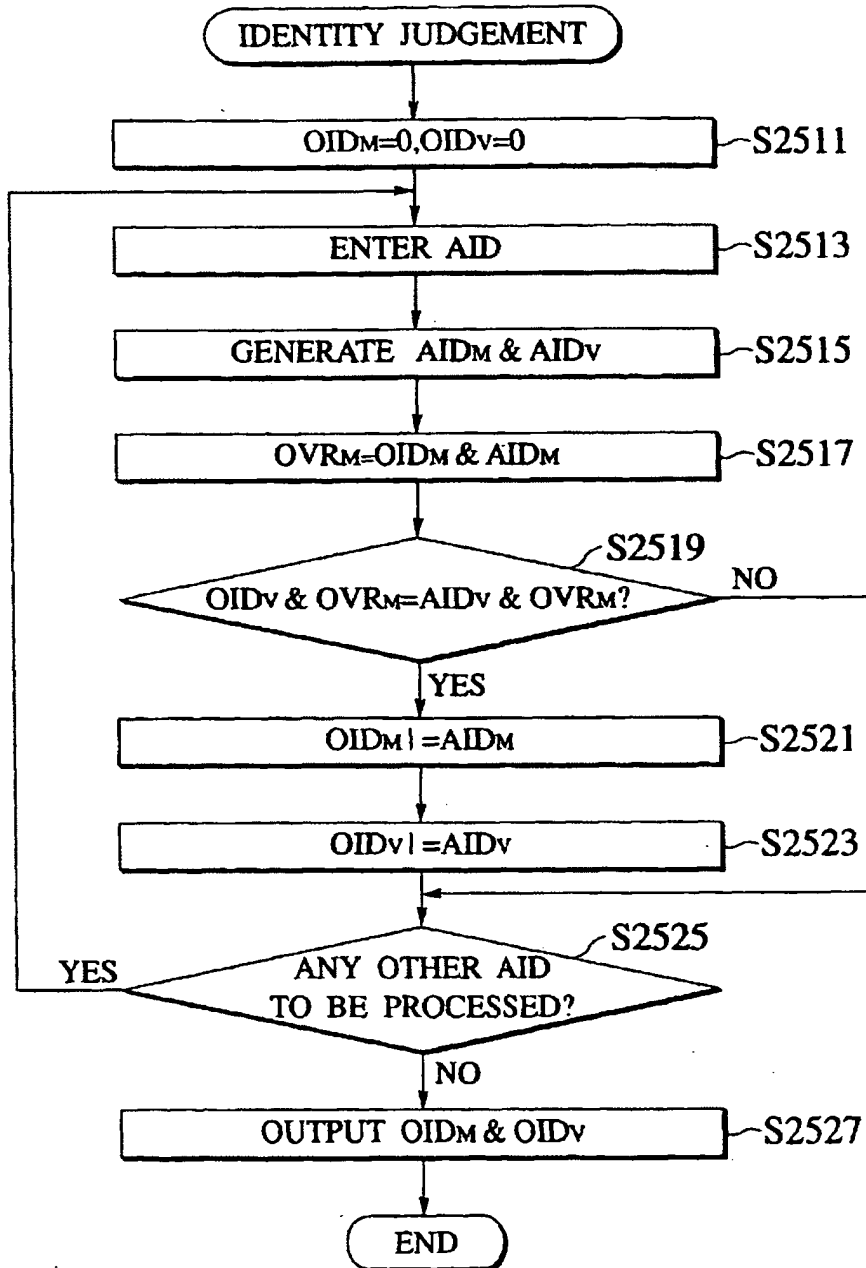 IDENTITY JUDGEMENT
OIDM=0,OIDV=0
S2511
ENTER AID
S2513
GENERATE AIDM & AIDV
S2515
OVRM=OIDM & AIDM
S2517
S2519
OIDV & OVRM=AIDV & OVRM?
NO
YES
OIDM|=AIDM
S2521
OIDV|=AIDV
S2523
S2525
YES
ANY OTHER AID
TO BE PROCESSED?
NO
OUTPUT OIDM & OIDV
S2527
END